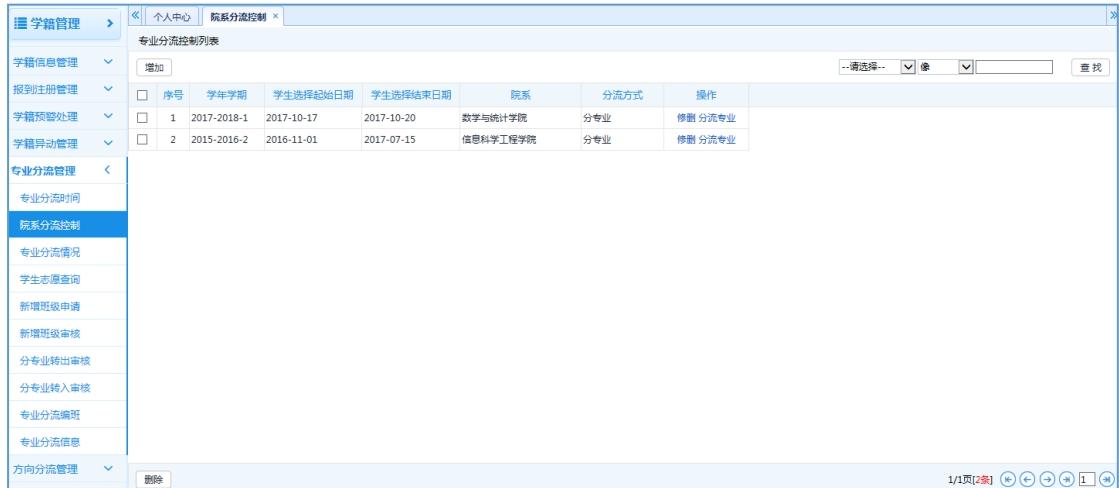 学籍管理
个人中心 院系分流控制 ×
专业分流控制列表
增加
--请选择-- 像 查 找
序号 学年学期 学生选择起始日期 学生选择结束日期 院系 分流方式 操作
1 2017-2018-1 2017-10-17 2017-10-20 数学与统计学院 分专业 修删 分流专业
2 2015-2016-2 2016-11-01 2017-07-15 信息科学工程学院 分专业 修删 分流专业
学籍信息管理
报到注册管理
学籍预警处理
学籍异动管理
专业分流管理
专业分流时间
院系分流控制
专业分流情况
学生志愿查询
新增班级申请
新增班级审核
分专业转出审核
分专业转入审核
专业分流编班
专业分流信息
方向分流管理
删除
1/1页[2条] 1